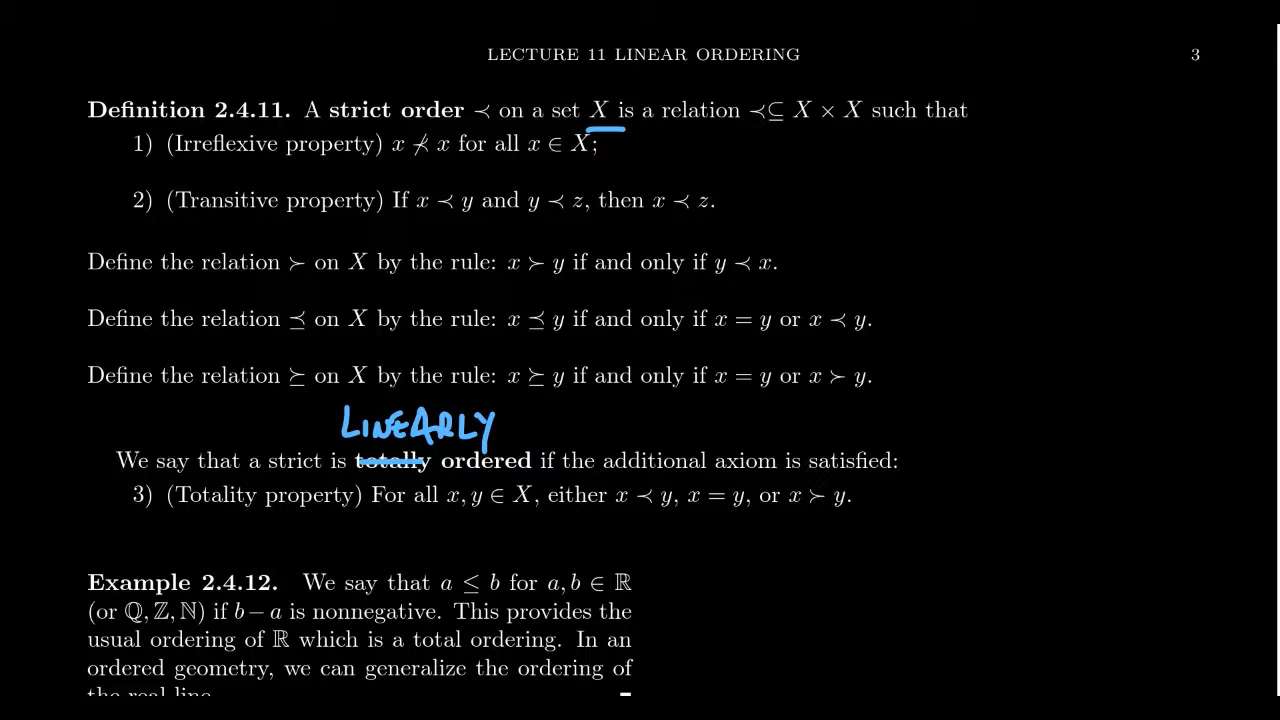 LECTURE 11 LINEAR ORDERING 3
Definition 2.4.11. A strict order ≺ on a set X is a relation ≺⊆ X × X such that
1) (Irreflexive property) x ⊀ x for all x ∈ X;
2) (Transitive property) If x ≺ y and y ≺ z, then x ≺ z.
Define the relation ≻ on X by the rule: x ≻ y if and only if y ≺ x.
Define the relation ⪯ on X by the rule: x ⪯ y if and only if x = y or x ≺ y.
Define the relation ⪰ on X by the rule: x ⪰ y if and only if x = y or x ≻ y.
LINEARLY
We say that a strict is totally ordered if the additional axiom is satisfied:
3) (Totality property) For all x, y ∈ X, either x ≺ y, x = y, or x ≻ y.
Example 2.4.12. We say that a ≤ b for a, b ∈ ℝ
(or ℚ, ℤ, ℕ) if b − a is nonnegative. This provides the
usual ordering of ℝ which is a total ordering. In an
ordered geometry, we can generalize the ordering of
the real line.